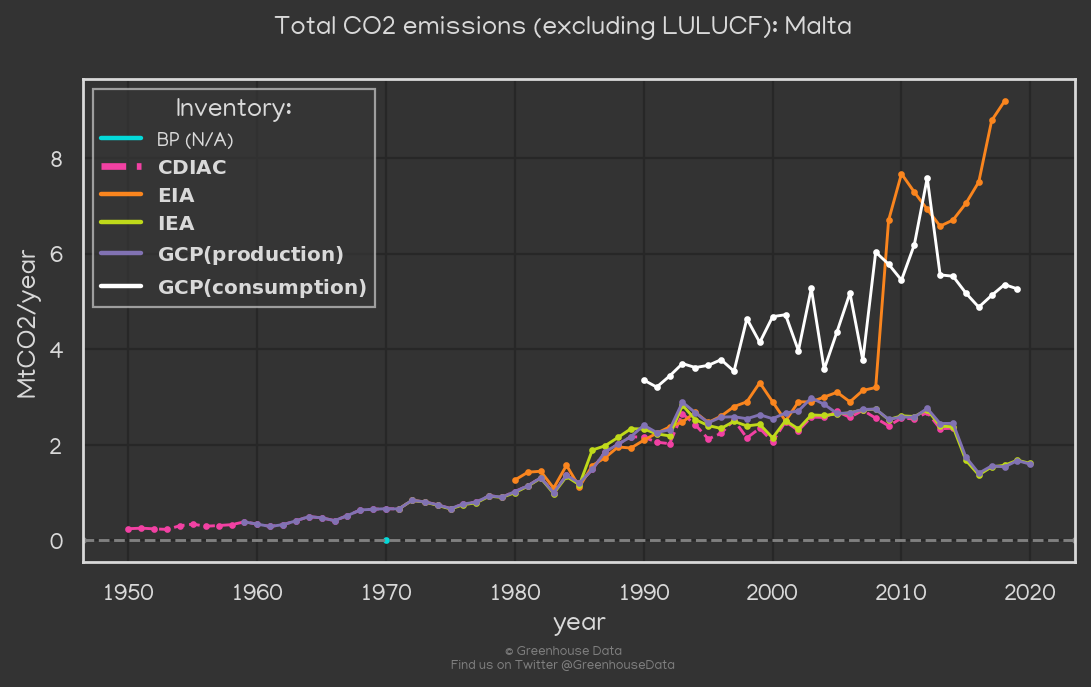 Total CO2 emissions (excluding LULUCF): Malta
Inventory:
BP (N/A)
CDIAC
EIA
IEA
GCP(production)
GCP(consumption)
MtCO2/year
8
6
4
2
0
1950 1960 1970 1980 1990 2000 2010 2020
year
© Greenhouse Data
Find us on Twitter @GreenhouseData